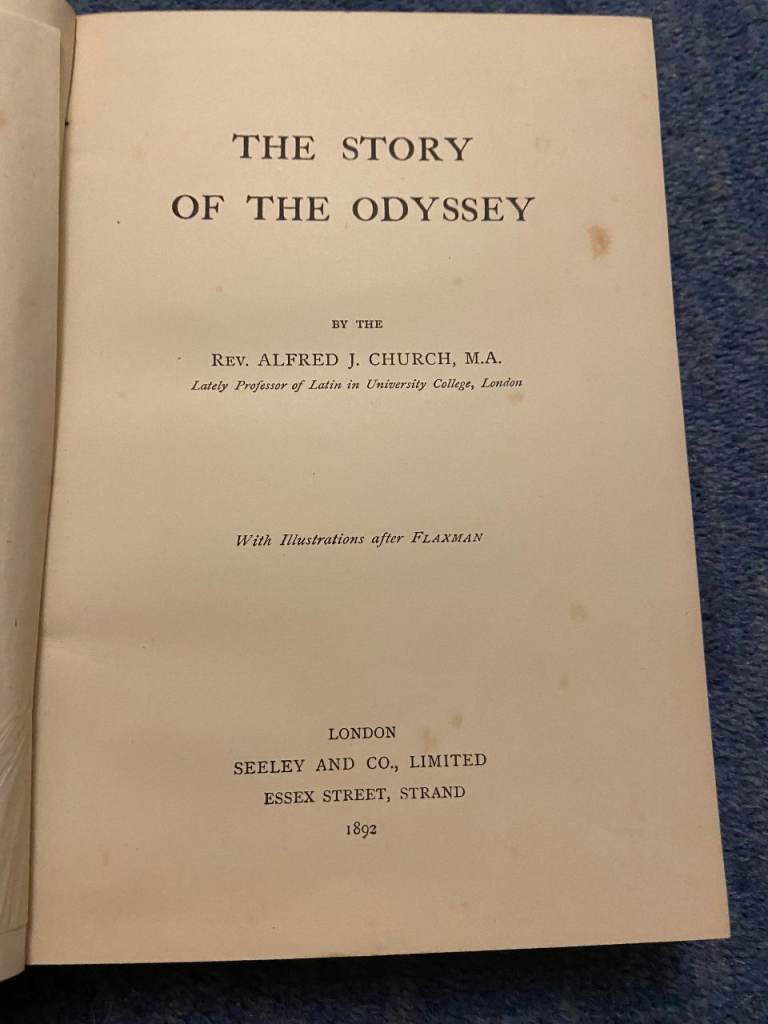 THE STORY
OF THE ODYSSEY
BY THE
REV. ALFRED J. CHURCH, M.A.
Lately Professor of Latin in University College, London
With Illustrations after FLAXMAN
LONDON
SEELEY AND CO., LIMITED
ESSEX STREET, STRAND
1892